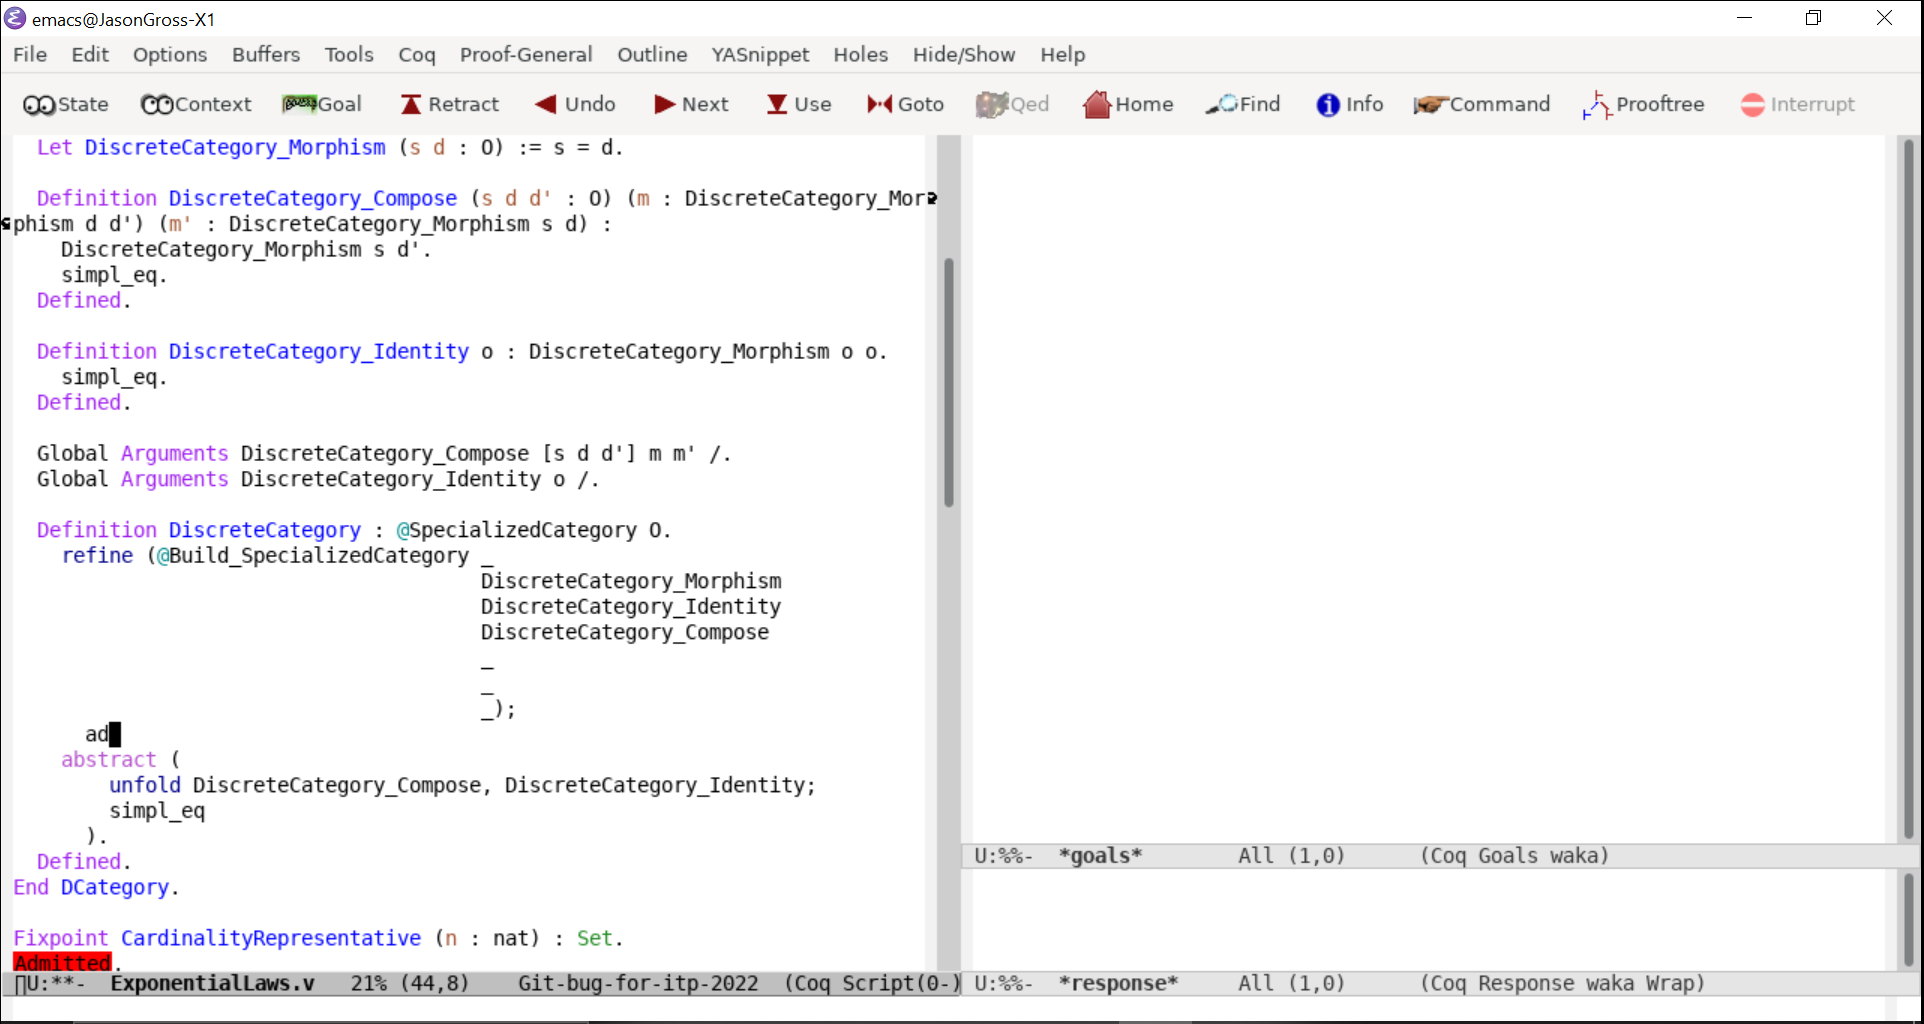 emacs@JasonGross-X1
File Edit Options Buffers Tools Coq Proof-General Outline YASnippet Holes Hide/Show Help
State Context Goal Retract Undo Next Use Goto Qed Home Find Info Command Prooftree Interrupt
Let DiscreteCategory_Morphism (s d : O) := s = d.
Definition DiscreteCategory_Compose (s d d' : O) (m : DiscreteCategory_Mor
phism d d') (m' : DiscreteCategory_Morphism s d) :
DiscreteCategory_Morphism s d'.
simpl_eq.
Defined.
Definition DiscreteCategory_Identity o : DiscreteCategory_Morphism o o.
simpl_eq.
Defined.
Global Arguments DiscreteCategory_Compose [s d d'] m m' /.
Global Arguments DiscreteCategory_Identity o /.
Definition DiscreteCategory : @SpecializedCategory O.
refine (@Build_SpecializedCategory _
DiscreteCategory_Morphism
DiscreteCategory_Identity
DiscreteCategory_Compose
_
_
_);
ad
abstract (
unfold DiscreteCategory_Compose, DiscreteCategory_Identity;
simpl_eq
).
Defined.
End DCategory.
Fixpoint CardinalityRepresentative (n : nat) : Set.
Admitted.
U:**- ExponentialLaws.v 21% (44,8) Git-bug-for-itp-2022 (Coq Script(0-)
U:%%- *goals* All (1,0) (Coq Goals waka)
U:%%- *response* All (1,0) (Coq Response waka Wrap)